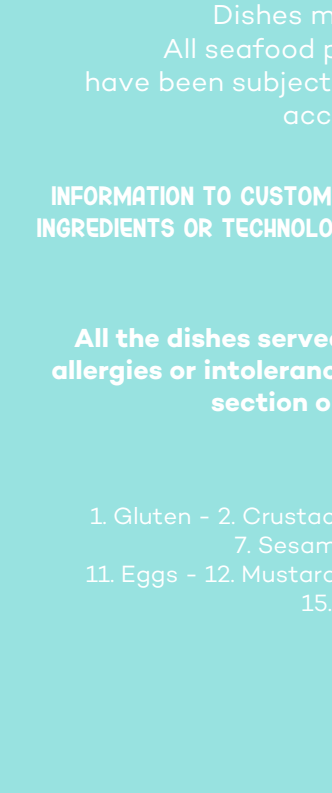 Dishes m
All seafood p
have been subject
acc
INFORMATION TO CUSTOM
INGREDIENTS OR TECHNOLO
All the dishes serve
allergies or intoleranc
section o
1. Gluten - 2. Crustac
7. Sesam
11. Eggs - 12. Mustard
15.